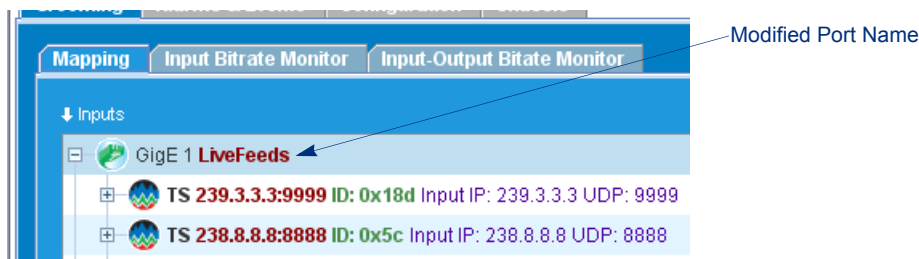 Modified Port Name
Mapping Input Bitrate Monitor Input-Output Bitate Monitor
Inputs
GigE 1 LiveFeeds
TS 239.3.3.3:9999 ID: 0x18d Input IP: 239.3.3.3 UDP: 9999
TS 238.8.8.8:8888 ID: 0x5c Input IP: 238.8.8.8 UDP: 8888